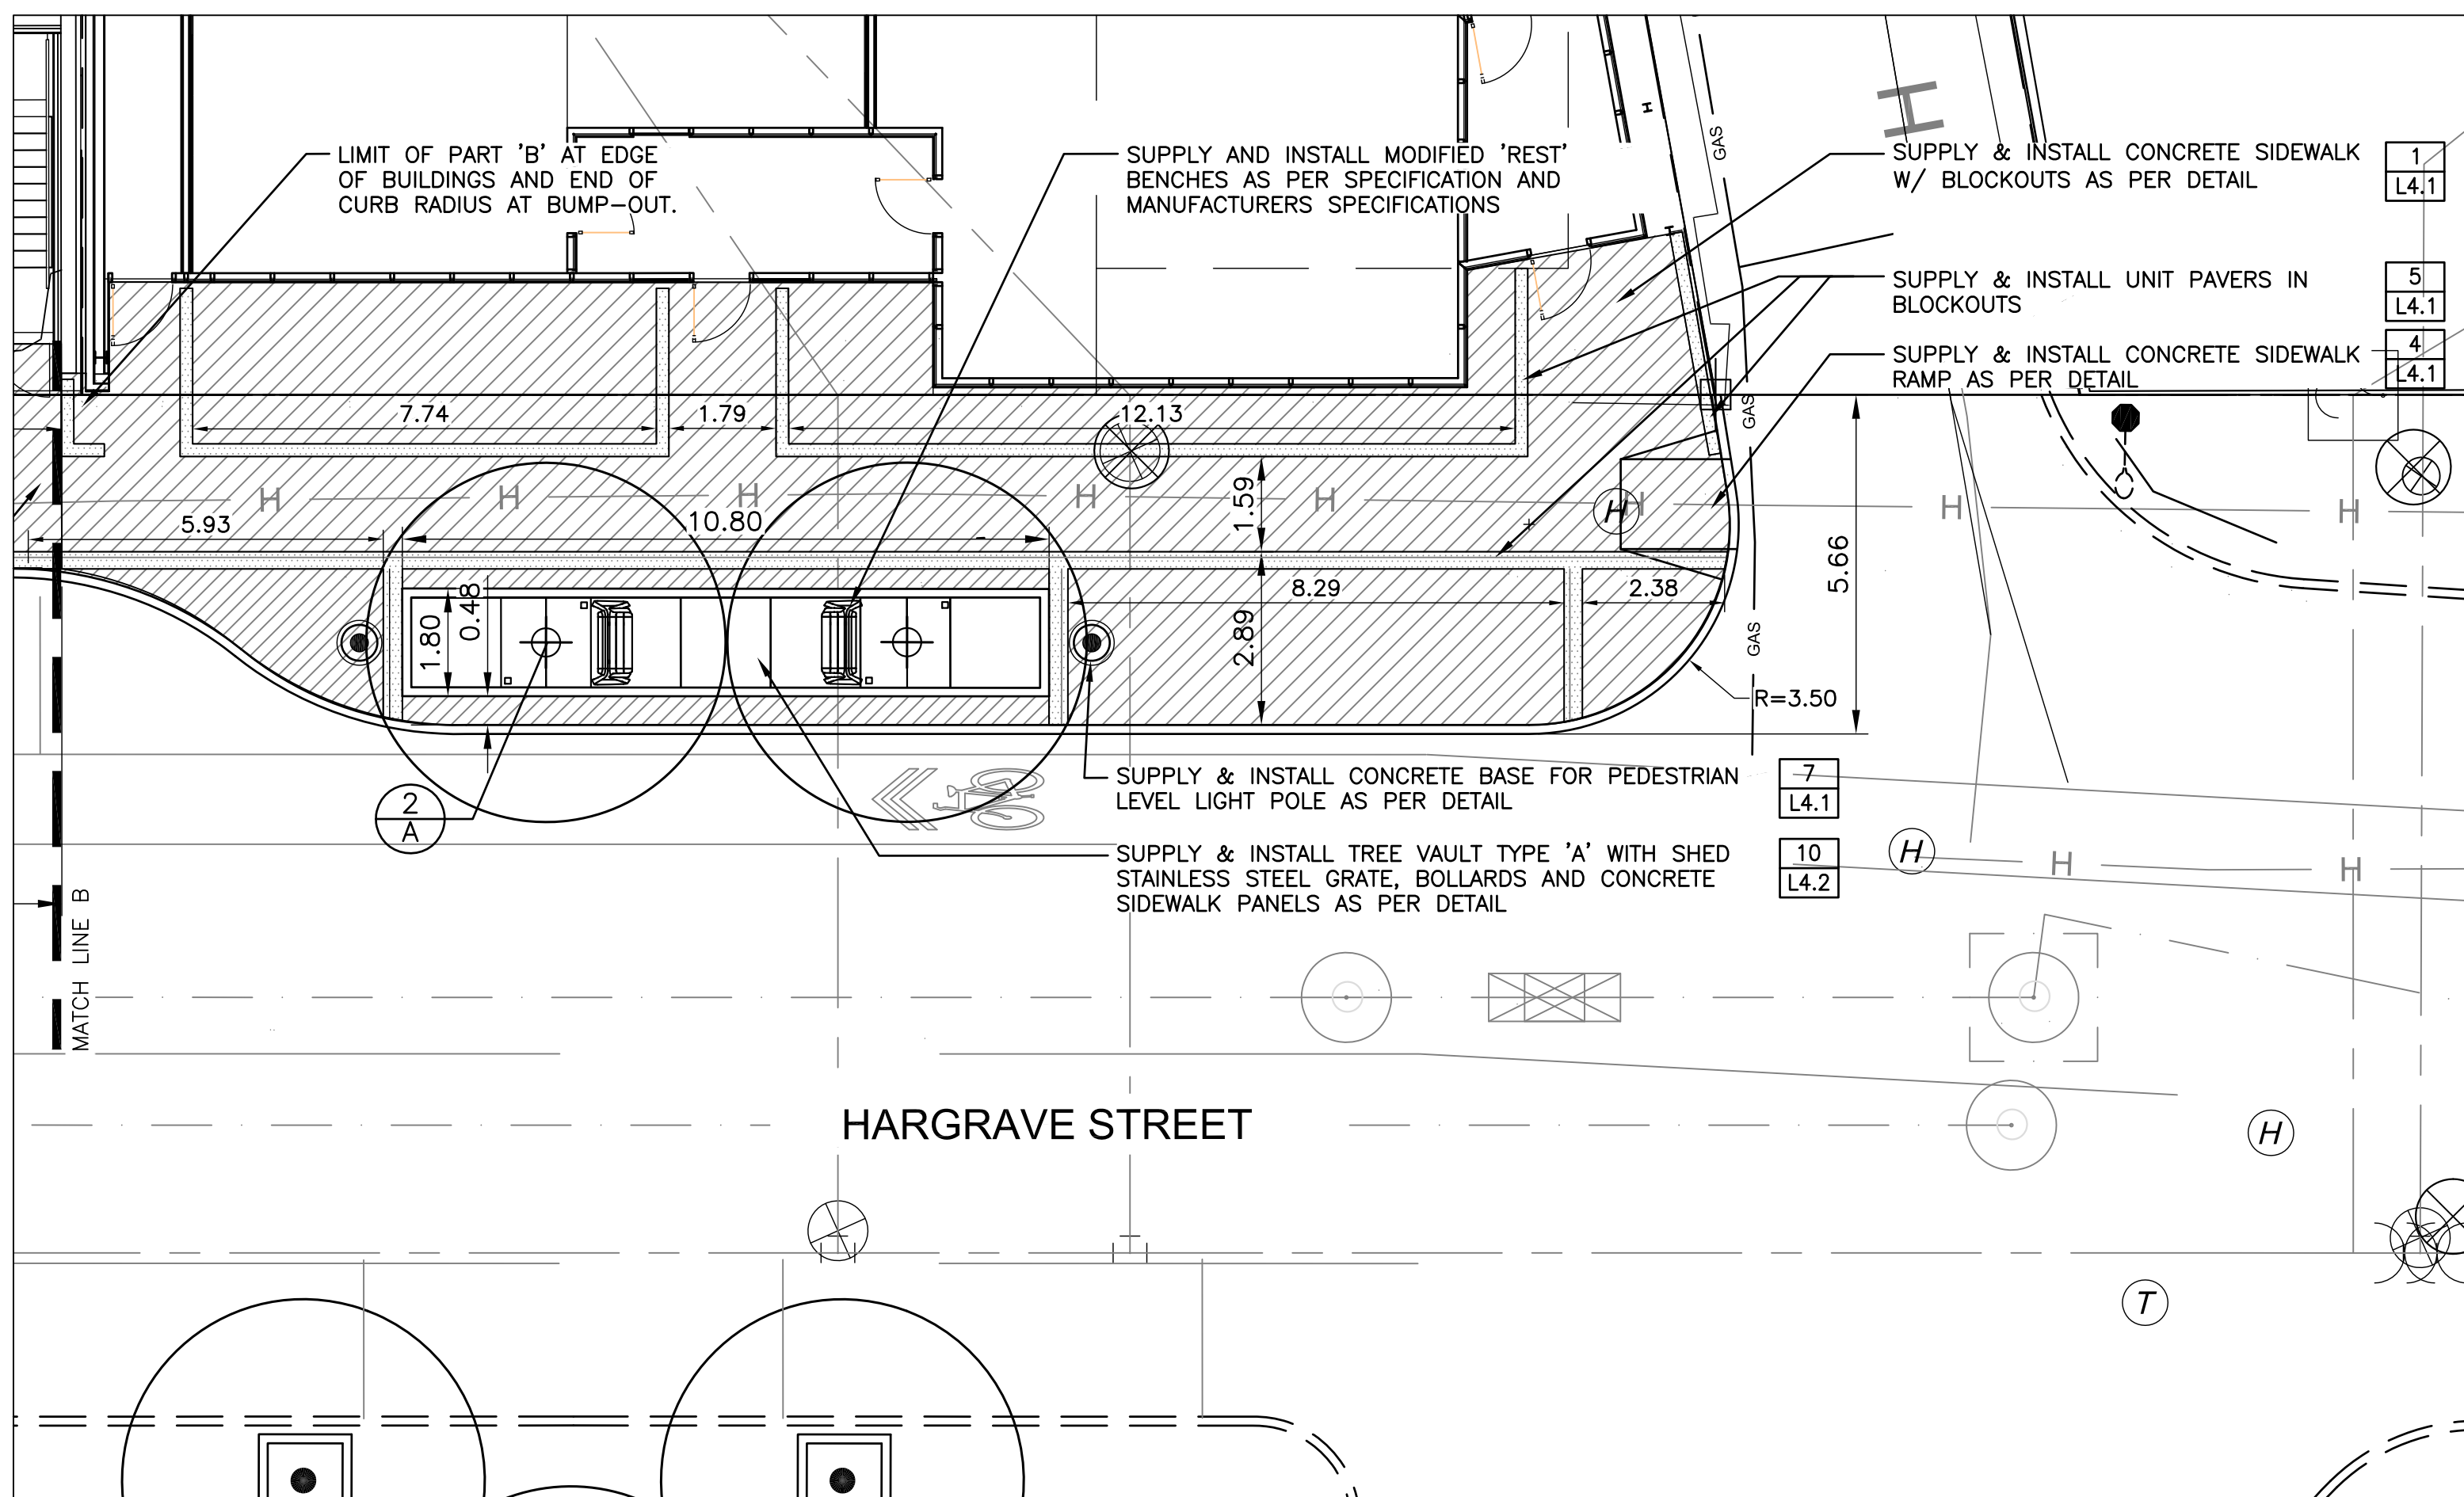 LIMIT OF PART 'B' AT EDGE
OF BUILDINGS AND END OF
CURB RADIUS AT BUMP-OUT.
SUPPLY AND INSTALL MODIFIED 'REST'
BENCHES AS PER SPECIFICATION AND
MANUFACTURERS SPECIFICATIONS
GAS
H
H
SUPPLY & INSTALL CONCRETE SIDEWALK
W/ BLOCKOUTS AS PER DETAIL
1
L4.1
SUPPLY & INSTALL UNIT PAVERS IN
BLOCKOUTS
5
L4.1
SUPPLY & INSTALL CONCRETE SIDEWALK
RAMP AS PER DETAIL
4
L4.1
7.74
1.79
12.13
GAS
H
H
H
H
H
H
H
H
H
5.93
10.80
1.59
1.80
0.48
2.89
8.29
2.38
5.66
GAS
R=3.50
SUPPLY & INSTALL CONCRETE BASE FOR PEDESTRIAN
LEVEL LIGHT POLE AS PER DETAIL
7
L4.1
2
A
SUPPLY & INSTALL TREE VAULT TYPE 'A' WITH SHED
STAINLESS STEEL GRATE, BOLLARDS AND CONCRETE
SIDEWALK PANELS AS PER DETAIL
10
L4.2
H
H
H
MATCH LINE B
HARGRAVE STREET
H
T